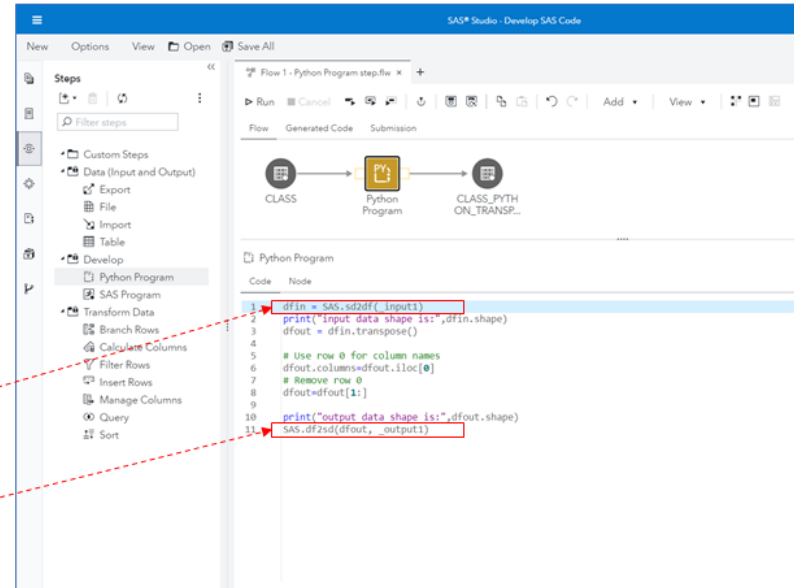 SAS® Studio - Develop SAS Code
New Options View Open Save All
Steps
Filter steps
Custom Steps
Data (Input and Output)
Export
File
Import
Table
Develop
Python Program
SAS Program
Transform Data
Branch Rows
Calculate Columns
Filter Rows
Insert Rows
Manage Columns
Query
Sort
Flow 1 - Python Program step.flw × +
Run Cancel Add View
Flow Generated Code Submission
CLASS
PY
Python
Program
CLASS_PYTH
ON_TRANSP...
Python Program
Code Node
1 dfin = SAS.sd2df(_input1)
2 print("input data shape is:",dfin.shape)
3 dfout = dfin.transpose()
4
5 # Use row 0 for column names
6 dfout.columns=dfout.iloc[0]
7 # Remove row 0
8 dfout=dfout[1:]
9
10 print("output data shape is:",dfout.shape)
11 SAS.df2sd(dfout, _output1)